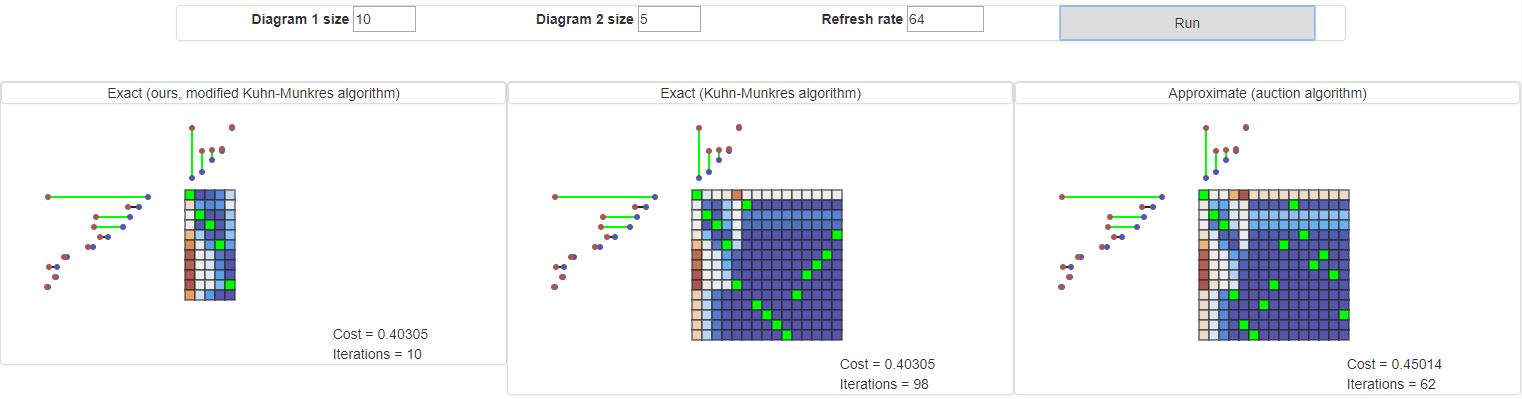 Diagram 1 size 10 Diagram 2 size 5 Refresh rate 64 Run
Exact (ours, modified Kuhn-Munkres algorithm) Exact (Kuhn-Munkres algorithm) Approximate (auction algorithm)
Cost = 0.40305
Iterations = 10
Cost = 0.40305
Iterations = 98
Cost = 0.45014
Iterations = 62